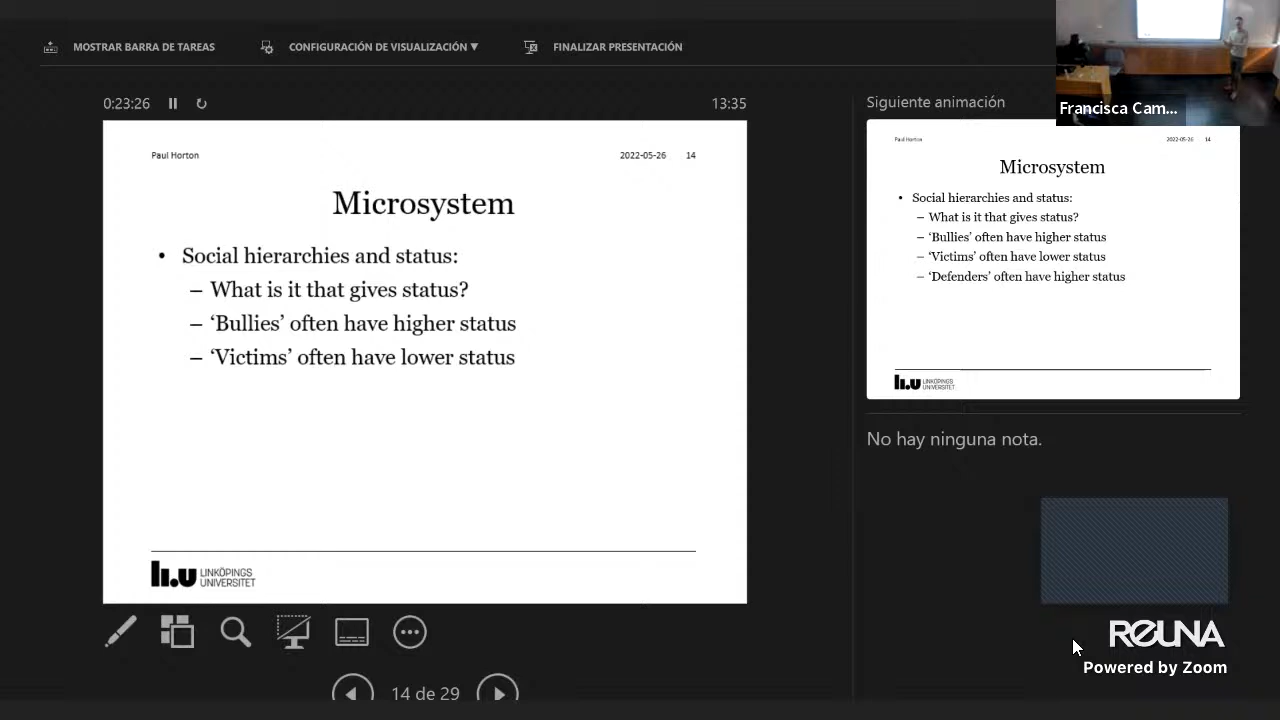 MOSTRAR BARRA DE TAREAS
CONFIGURACIÓN DE VISUALIZACIÓN ▼
FINALIZAR PRESENTACIÓN
Francisca Cam...
0:23:26
13:35
Paul Horton
2022-05-26 14
Microsystem
• Social hierarchies and status:
– What is it that gives status?
– ‘Bullies’ often have higher status
– ‘Victims’ often have lower status
LINKÖPINGS
UNIVERSITET
Siguiente animación
Paul Horton
2022-05-26 14
Microsystem
• Social hierarchies and status:
– What is it that gives status?
– ‘Bullies’ often have higher status
– ‘Victims’ often have lower status
– ‘Defenders’ often have higher status
LINKÖPINGS
UNIVERSITET
No hay ninguna nota.
14 de 29
REUNA
Powered by Zoom